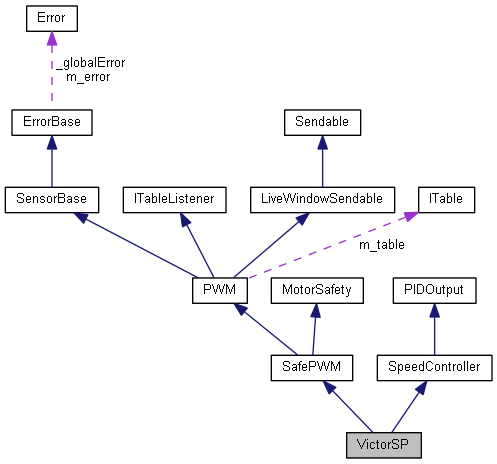 Error
_globalError
m_error
ErrorBase
Sendable
SensorBase
ITableListener
LiveWindowSendable
ITable
m_table
PWM
MotorSafety
PIDOutput
SafePWM
SpeedController
VictorSP